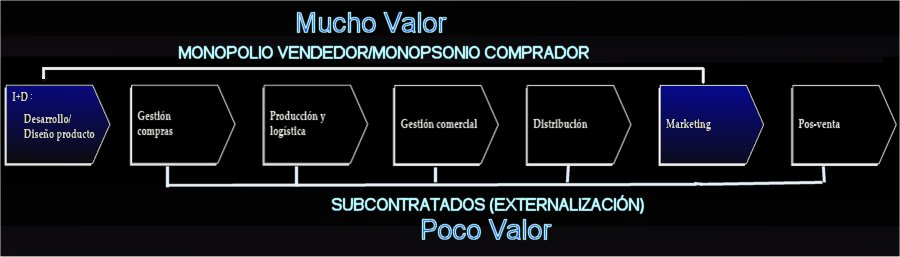 Mucho Valor
MONOPOLIO VENDEDOR/MONOPSONIO COMPRADOR
I+D :
Desarrollo/
Diseño producto
Gestión
compras
Producción y
logística
Gestión comercial
Distribución
Marketing
Pos-venta
SUBCONTRATADOS (EXTERNALIZACIÓN)
Poco Valor